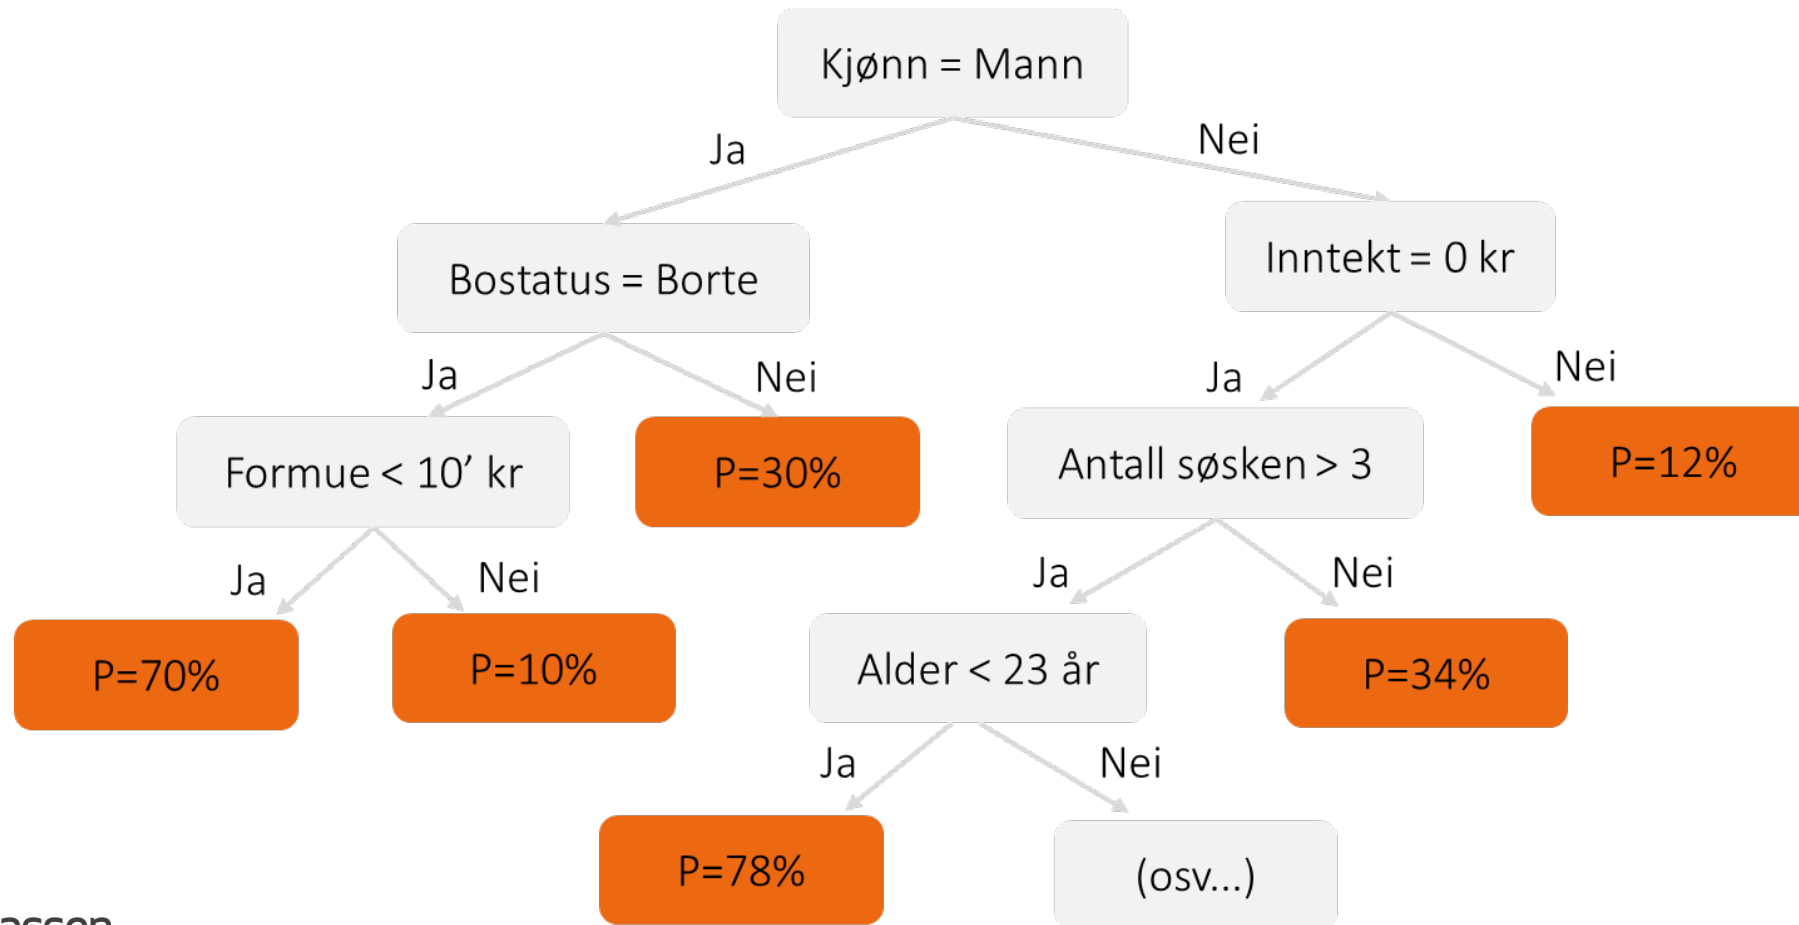 Kjønn = Mann
Ja
Nei
Bostatus = Borte
Inntekt = 0 kr
Ja
Nei
Ja
Nei
Formue < 10’ kr
P=30%
Antall søsken > 3
P=12%
Ja
Nei
Ja
Nei
P=70%
P=10%
Alder < 23 år
P=34%
Ja
Nei
P=78%
(osv...)